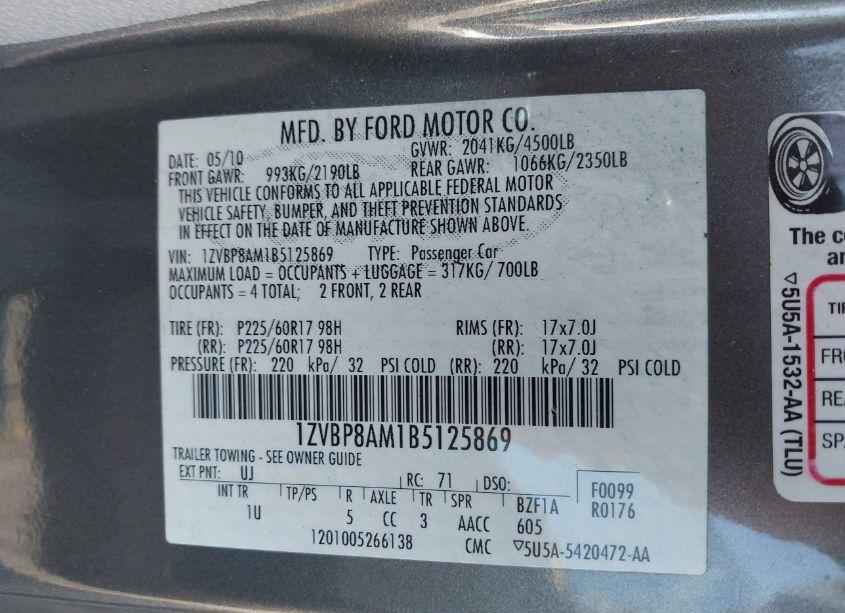 MFD. BY FORD MOTOR CO.
DATE: 05/10 GVWR: 2041KG/4500LB
FRONT GAWR: 993KG/2190LB REAR GAWR: 1066KG/2350LB
THIS VEHICLE CONFORMS TO ALL APPLICABLE FEDERAL MOTOR
VEHICLE SAFETY, BUMPER, AND THEFT PREVENTION STANDARDS
IN EFFECT ON THE DATE OF MANUFACTURE SHOWN ABOVE.
VIN: 1ZVBP8AM1B5125869 TYPE: Passenger Car
MAXIMUM LOAD = OCCUPANTS + LUGGAGE = 317KG/ 700LB
OCCUPANTS = 4 TOTAL; 2 FRONT, 2 REAR
TIRE (FR): P225/60R17 98H RIMS (FR): 17x7.0J
(RR): P225/60R17 98H (RR): 17x7.0J
PRESSURE (FR): 220 kPa/ 32 PSI COLD (RR): 220 kPa/ 32 PSI COLD
1ZVBP8AM1B5125869
TRAILER TOWING - SEE OWNER GUIDE
EXT PNT: UJ RC: 71 DSO: F0099
INT TR TP/PS R AXLE TR SPR BZF1A R0176
1U 5 CC 3 AACC 605
1201005266138 CMC ▽5U5A-5420472-AA
The co
an
TIR
FRO
REA
SPA
▽5U5A-1532-AA (TLU)